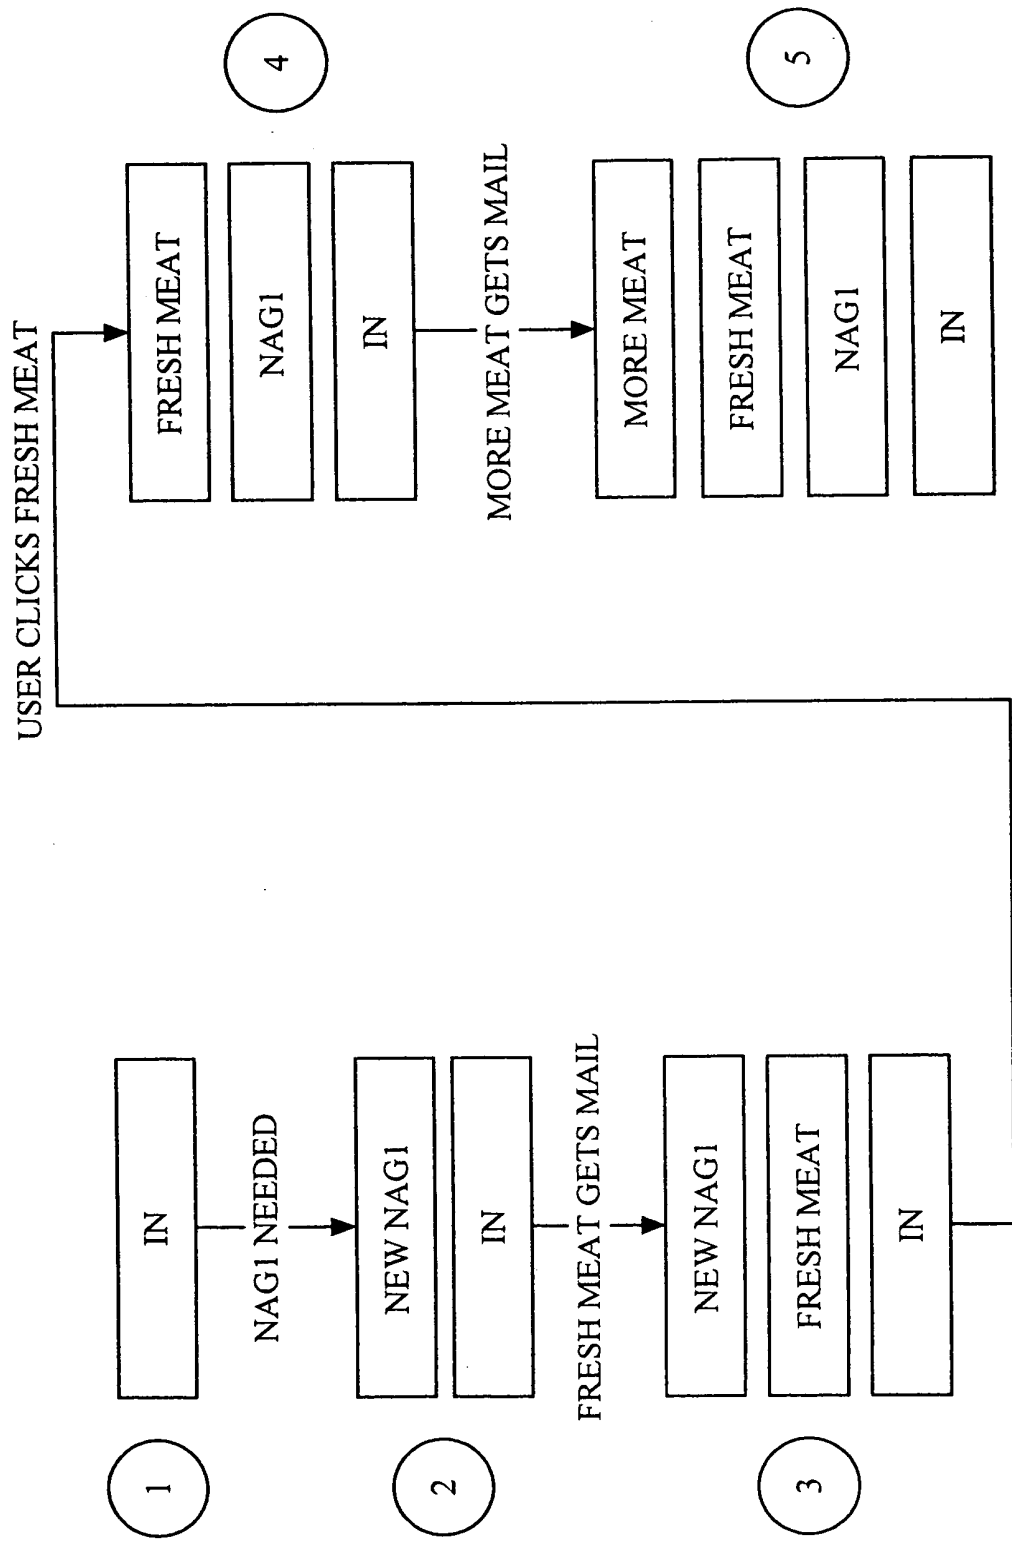 1
IN
NAG1 NEEDED
2
NEW NAG1
IN
FRESH MEAT GETS MAIL
3
NEW NAG1
FRESH MEAT
IN
USER CLICKS FRESH MEAT
4
FRESH MEAT
NAG1
IN
MORE MEAT GETS MAIL
5
MORE MEAT
FRESH MEAT
NAG1
IN